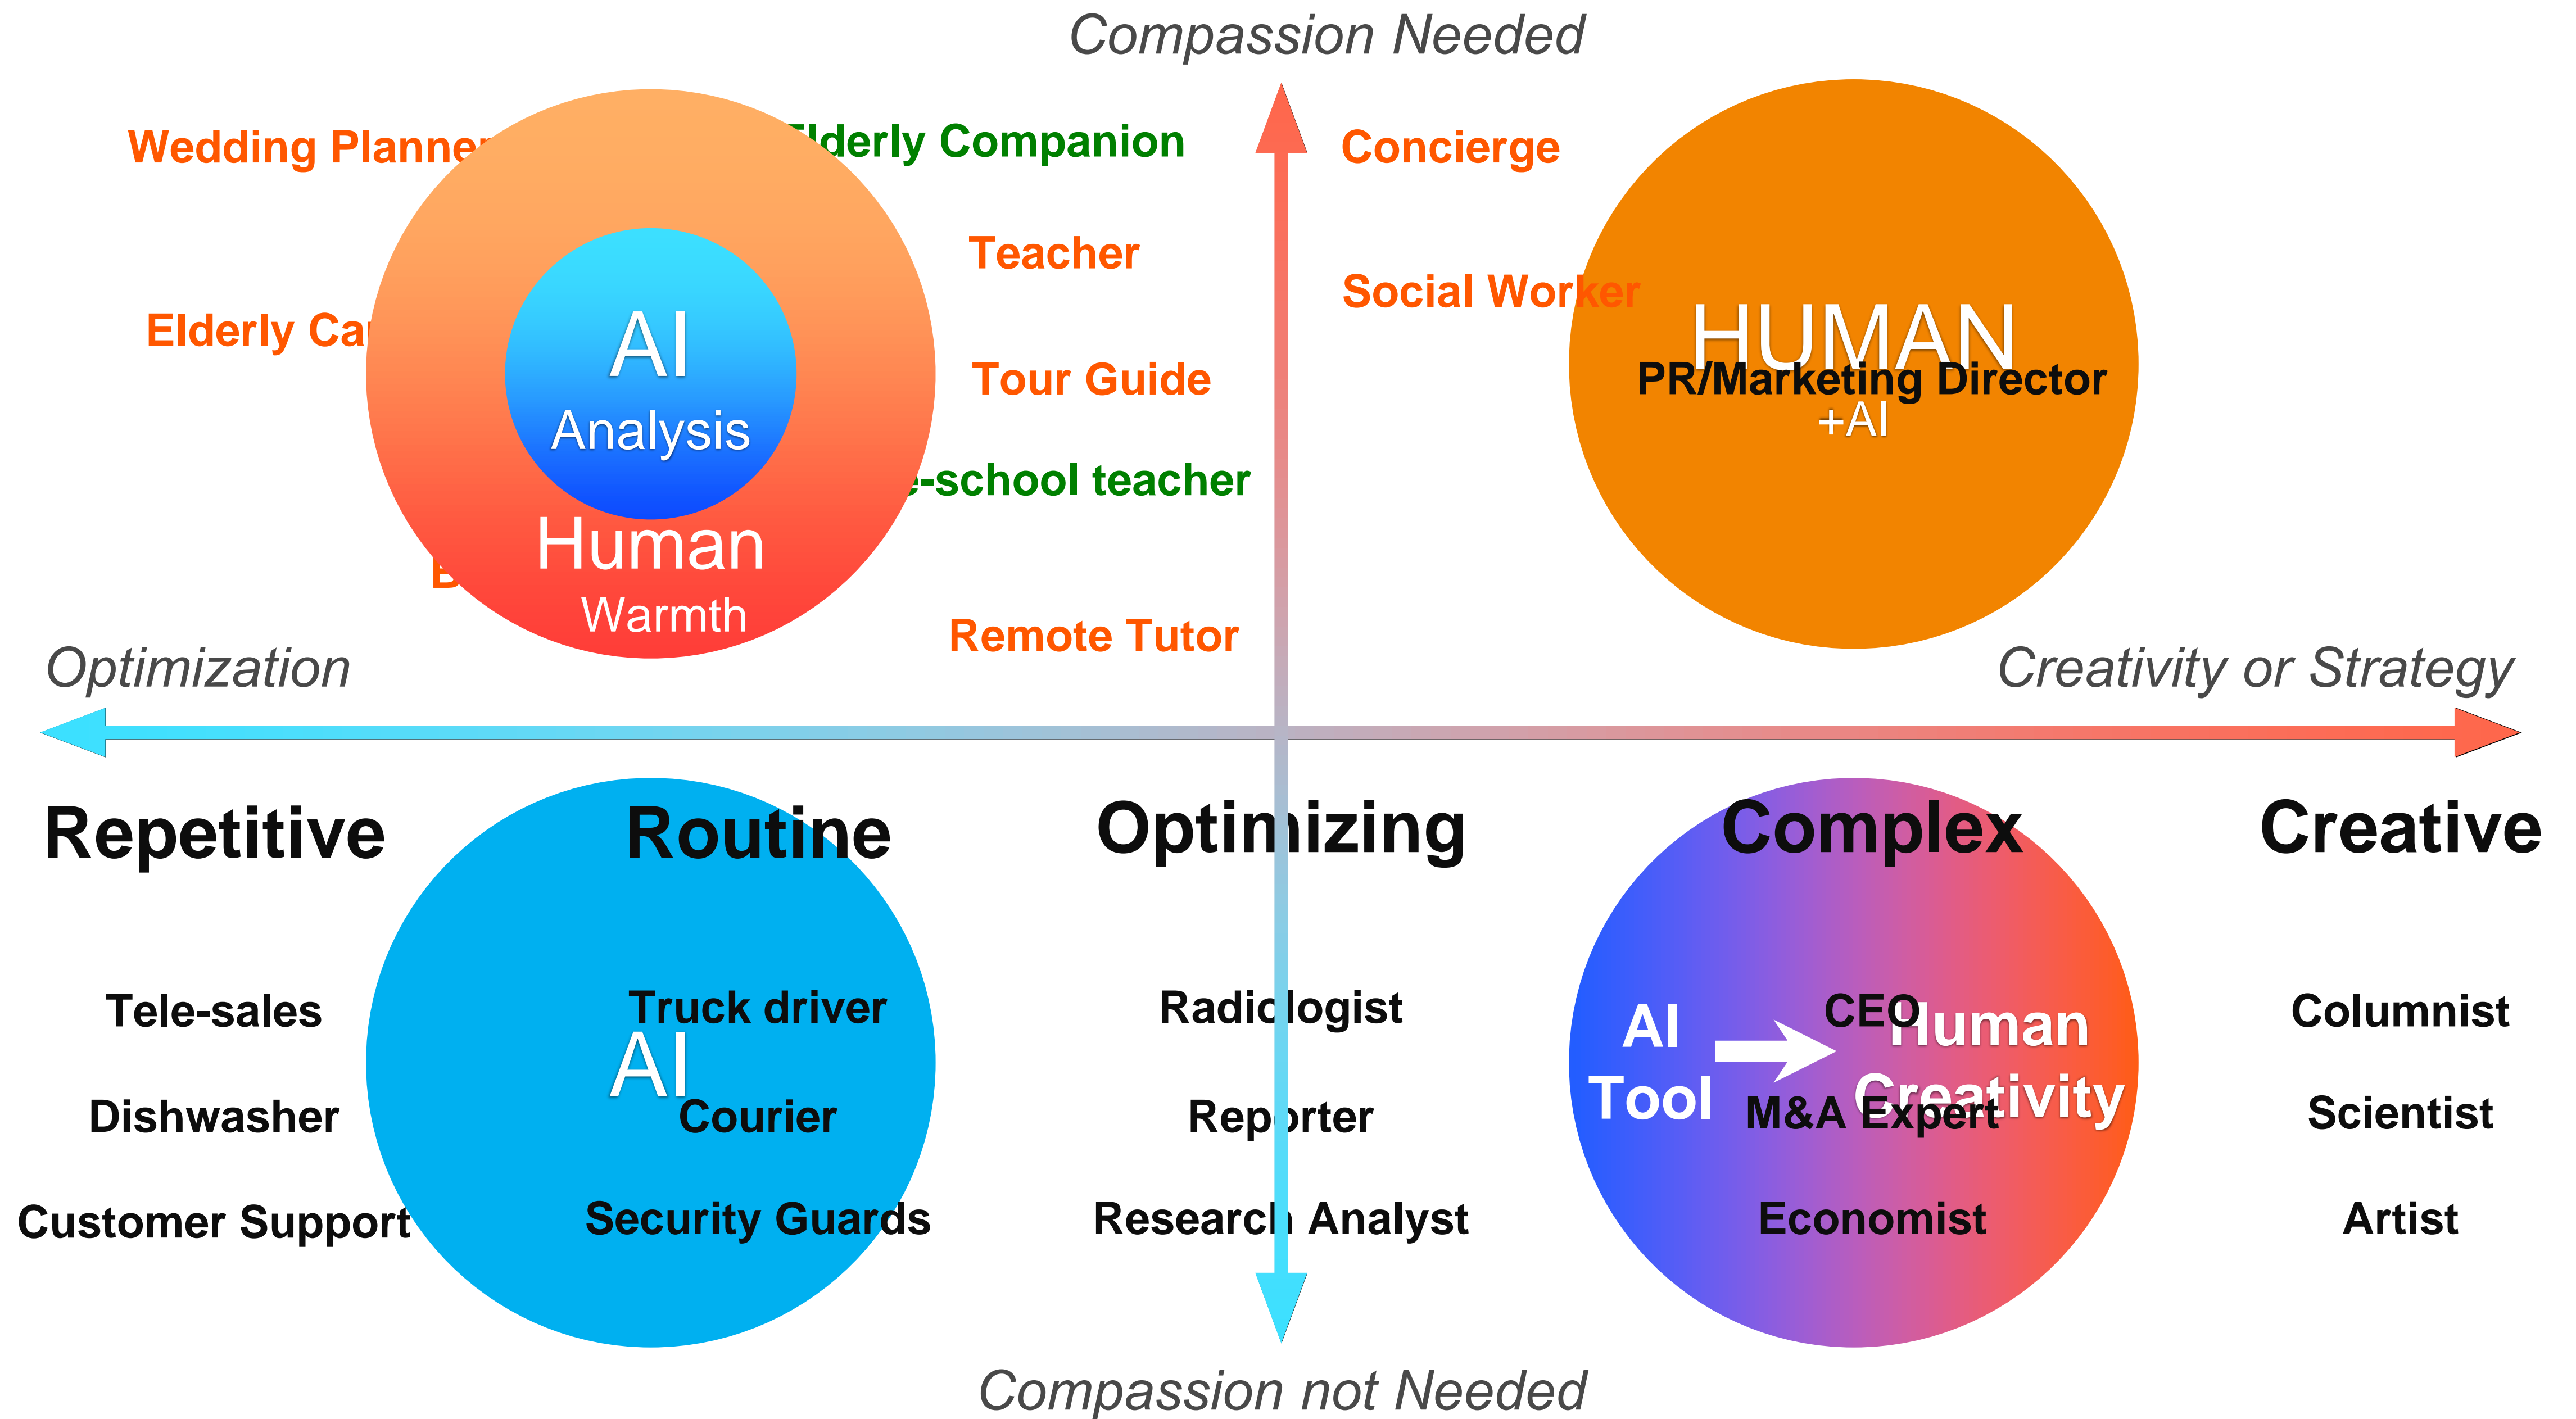 Compassion Needed
Wedding Planner
Elderly Companion
Concierge
Teacher
Social Worker
Elderly
AI
HUMAN
PR/Marketing Director
Tour Guide
Analysis
+AI
-school teacher
Human
Warmth
Remote Tutor
Optimization
Creativity or Strategy
Repetitive
Routine
Optimizing
Complex
Creative
Tele-sales
Truck driver
Radiologist
CEO
Columnist
AI
AI
Tool
Human
Creativity
Dishwasher
Courier
Reporter
M&A Expert
Scientist
Customer Support
Security Guards
Research Analyst
Economist
Artist
Compassion not Needed